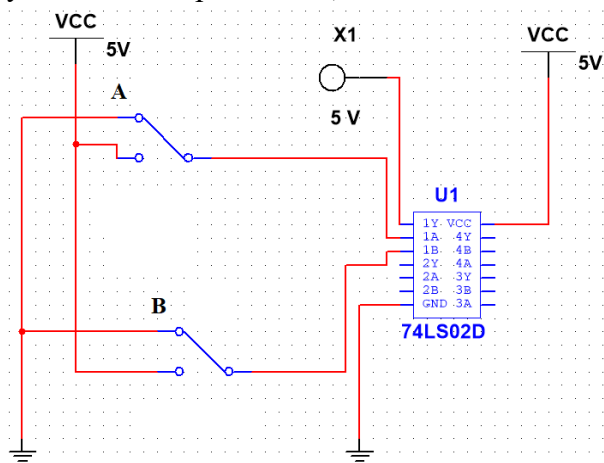 VCC
5V
A
X1
5 V
VCC
5V
U1
1Y VCC
1A 4Y
1B 4B
2Y 4A
2A 3Y
2B 3B
GND 3A
74LS02D
B